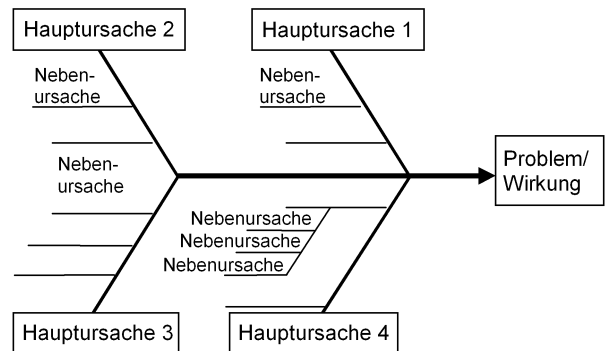 Hauptursache 2
Hauptursache 1
Neben-
ursache
Neben-
ursache
Neben-
ursache
Problem/
Wirkung
Nebenursache
Nebenursache
Nebenursache
Hauptursache 3
Hauptursache 4